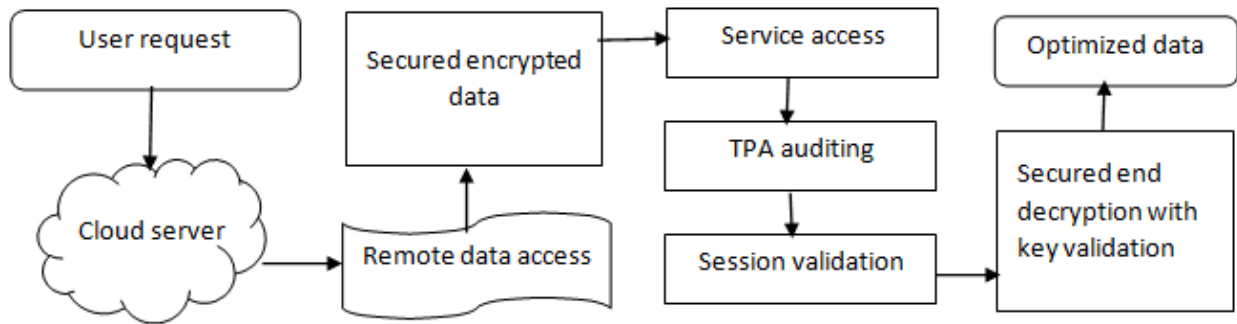 User request
Cloud server
Remote data access
Secured encrypted
data
Service access
TPA auditing
Session validation
Secured end
decryption with
key validation
Optimized data